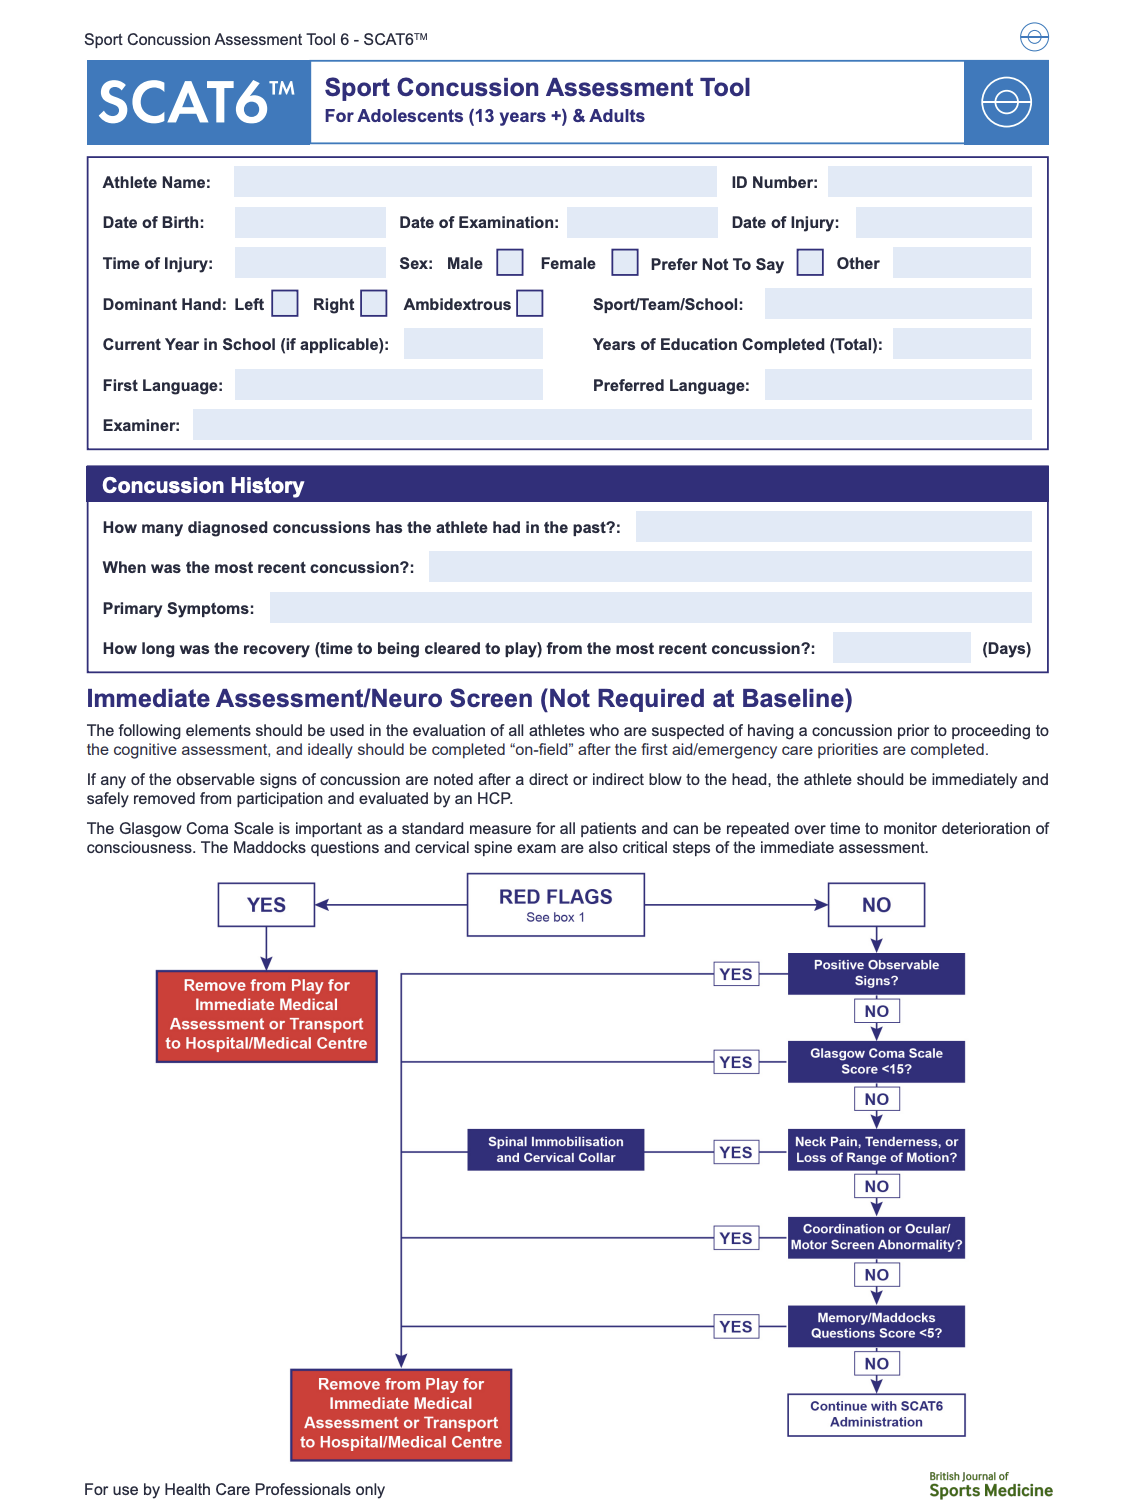 Sport Concussion Assessment Tool 6 - SCAT6™
SCAT6™
Sport Concussion Assessment Tool
For Adolescents (13 years +) & Adults
Athlete Name: ID Number:
Date of Birth: Date of Examination: Date of Injury:
Time of Injury: Sex: Male Female Prefer Not To Say Other
Dominant Hand: Left Right Ambidextrous Sport/Team/School:
Current Year in School (if applicable): Years of Education Completed (Total):
First Language: Preferred Language:
Examiner:
Concussion History
How many diagnosed concussions has the athlete had in the past?:
When was the most recent concussion?:
Primary Symptoms:
How long was the recovery (time to being cleared to play) from the most recent concussion?: (Days)
Immediate Assessment/Neuro Screen (Not Required at Baseline)
The following elements should be used in the evaluation of all athletes who are suspected of having a concussion prior to proceeding to
the cognitive assessment, and ideally should be completed “on-field” after the first aid/emergency care priorities are completed.
If any of the observable signs of concussion are noted after a direct or indirect blow to the head, the athlete should be immediately and
safely removed from participation and evaluated by an HCP.
The Glasgow Coma Scale is important as a standard measure for all patients and can be repeated over time to monitor deterioration of
consciousness. The Maddocks questions and cervical spine exam are also critical steps of the immediate assessment.
YES
RED FLAGS
See box 1
NO
Remove from Play for
Immediate Medical
Assessment or Transport
to Hospital/Medical Centre
YES
Positive Observable
Signs?
NO
YES
Glasgow Coma Scale
Score <15?
NO
Spinal Immobilisation
and Cervical Collar
YES
Neck Pain, Tenderness, or
Loss of Range of Motion?
NO
YES
Coordination or Ocular/
Motor Screen Abnormality?
NO
YES
Memory/Maddocks
Questions Score <5?
NO
Remove from Play for
Immediate Medical
Assessment or Transport
to Hospital/Medical Centre
Continue with SCAT6
Administration
For use by Health Care Professionals only
British Journal of
Sports Medicine